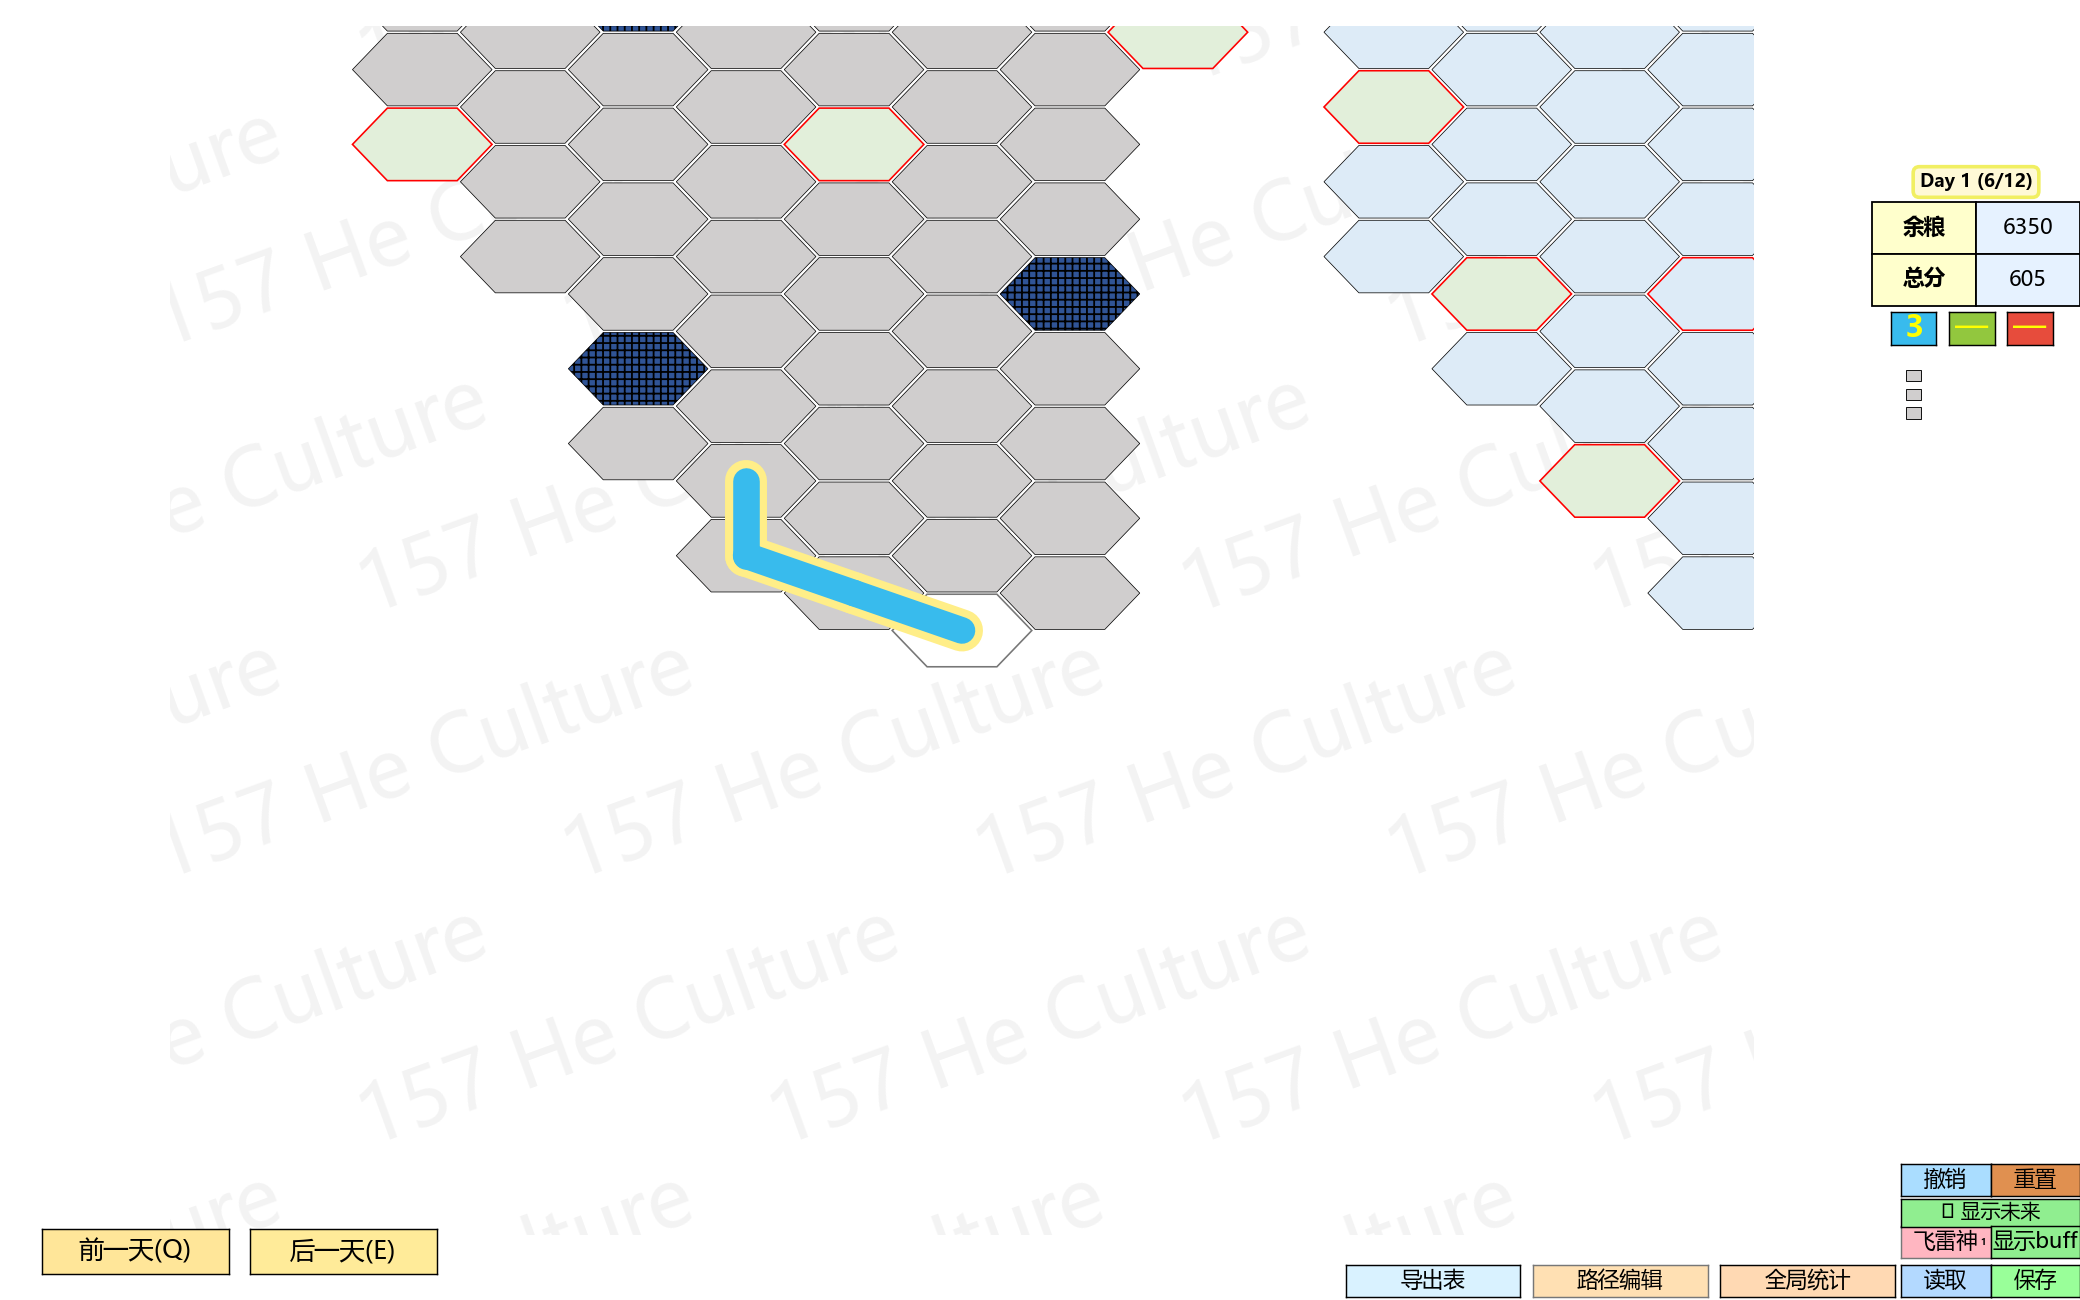 Day 1 (6/12)
余粮 6350
总分 605
3 — —
157 He Culture
撤销 重置
显示未来
飞雷神¹ 显示buff
前一天(Q) 后一天(E)
导出表 路径编辑 全局统计 读取 保存